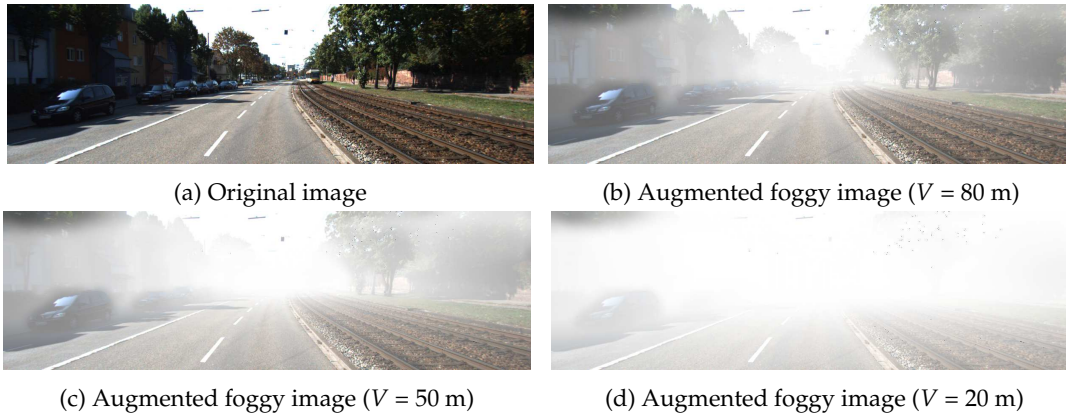 (a) Original image
(b) Augmented foggy image (V = 80 m)
(c) Augmented foggy image (V = 50 m)
(d) Augmented foggy image (V = 20 m)